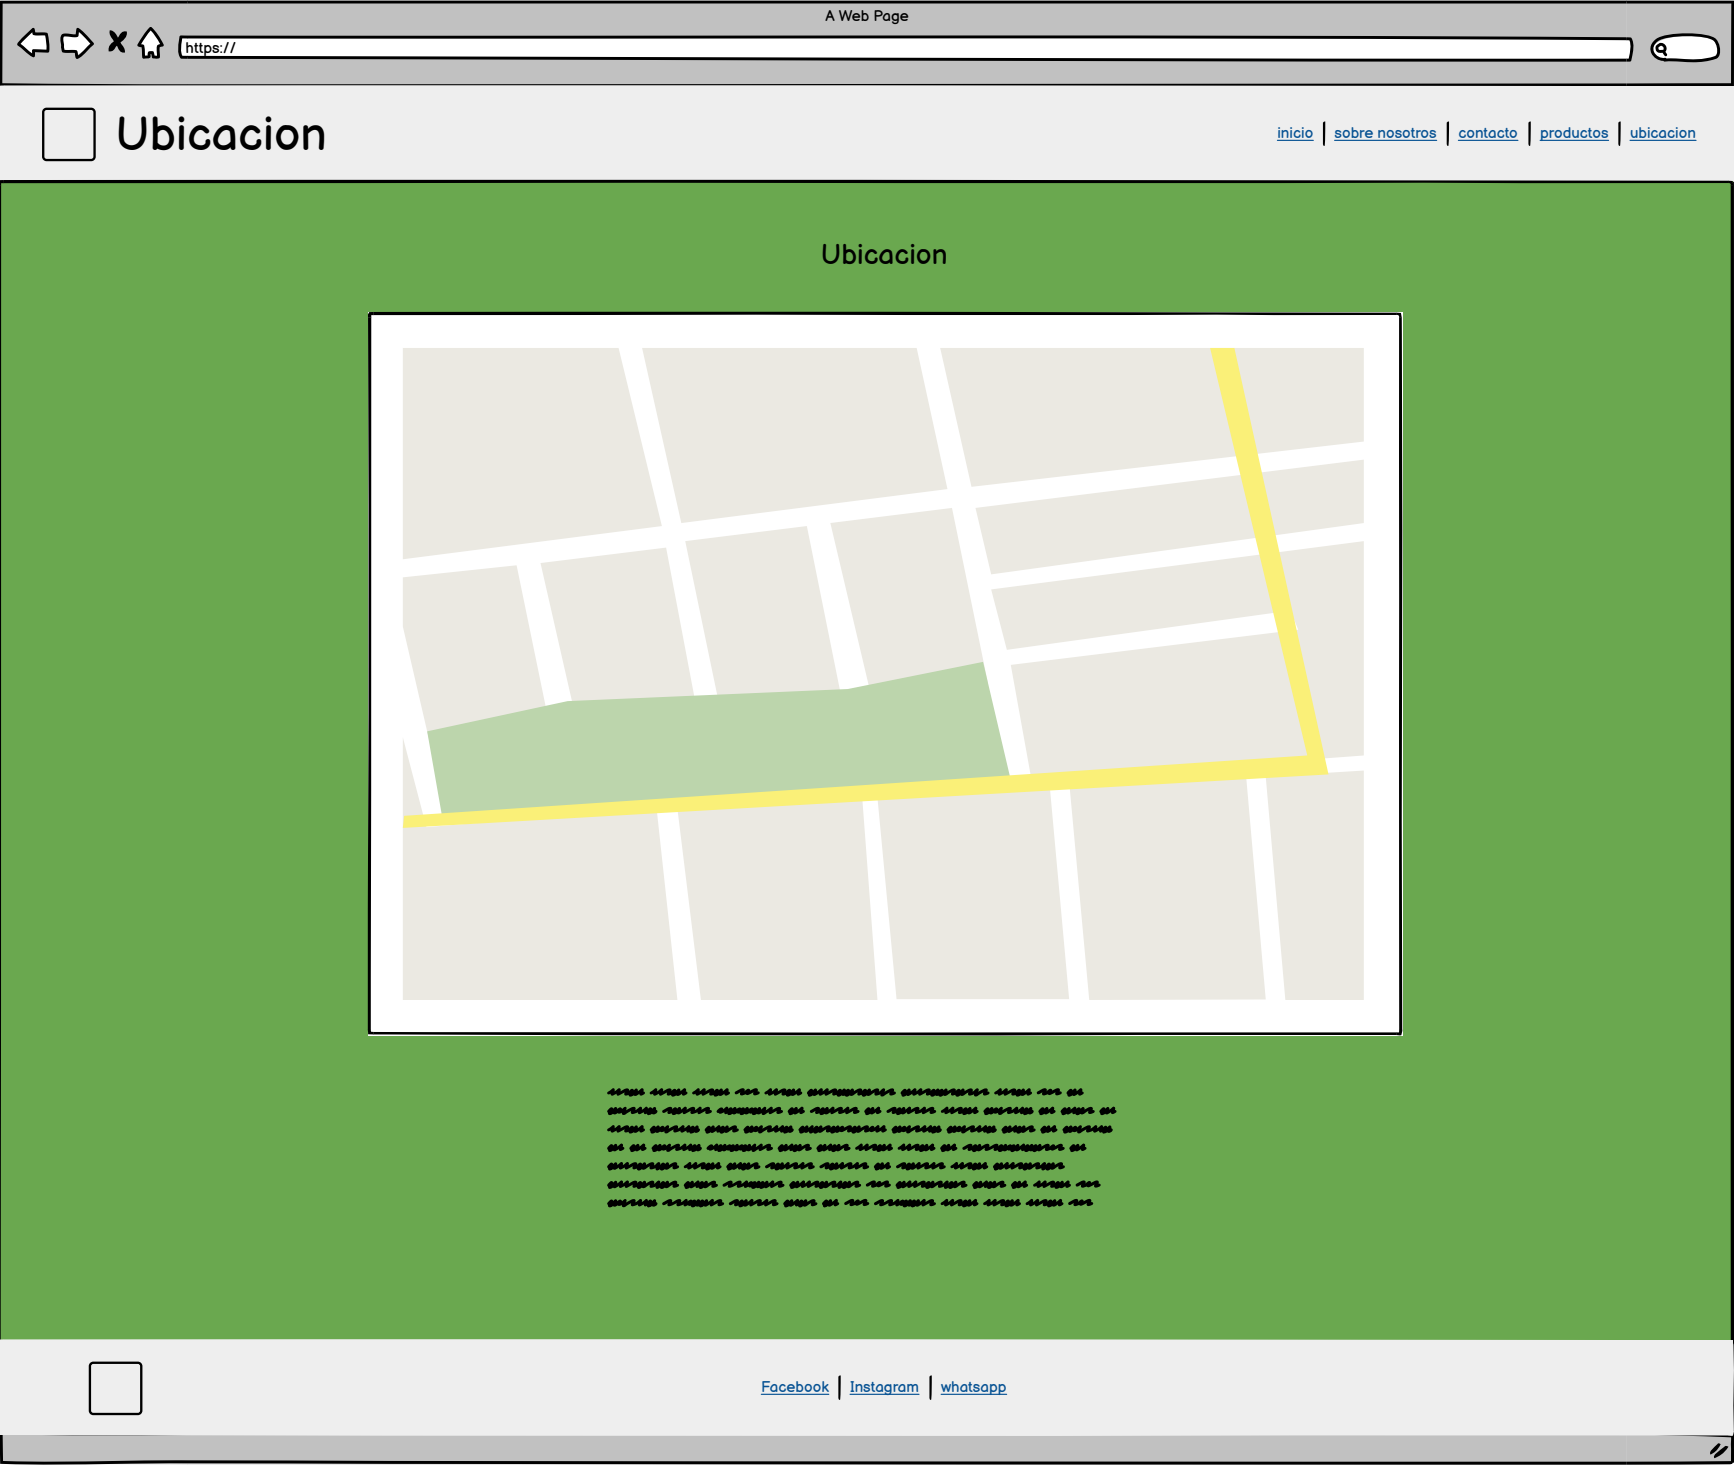 A Web Page
https://
Ubicacion
inicio | sobre nosotros | contacto | productos | ubicacion
Ubicacion
Facebook | Instagram | whatsapp